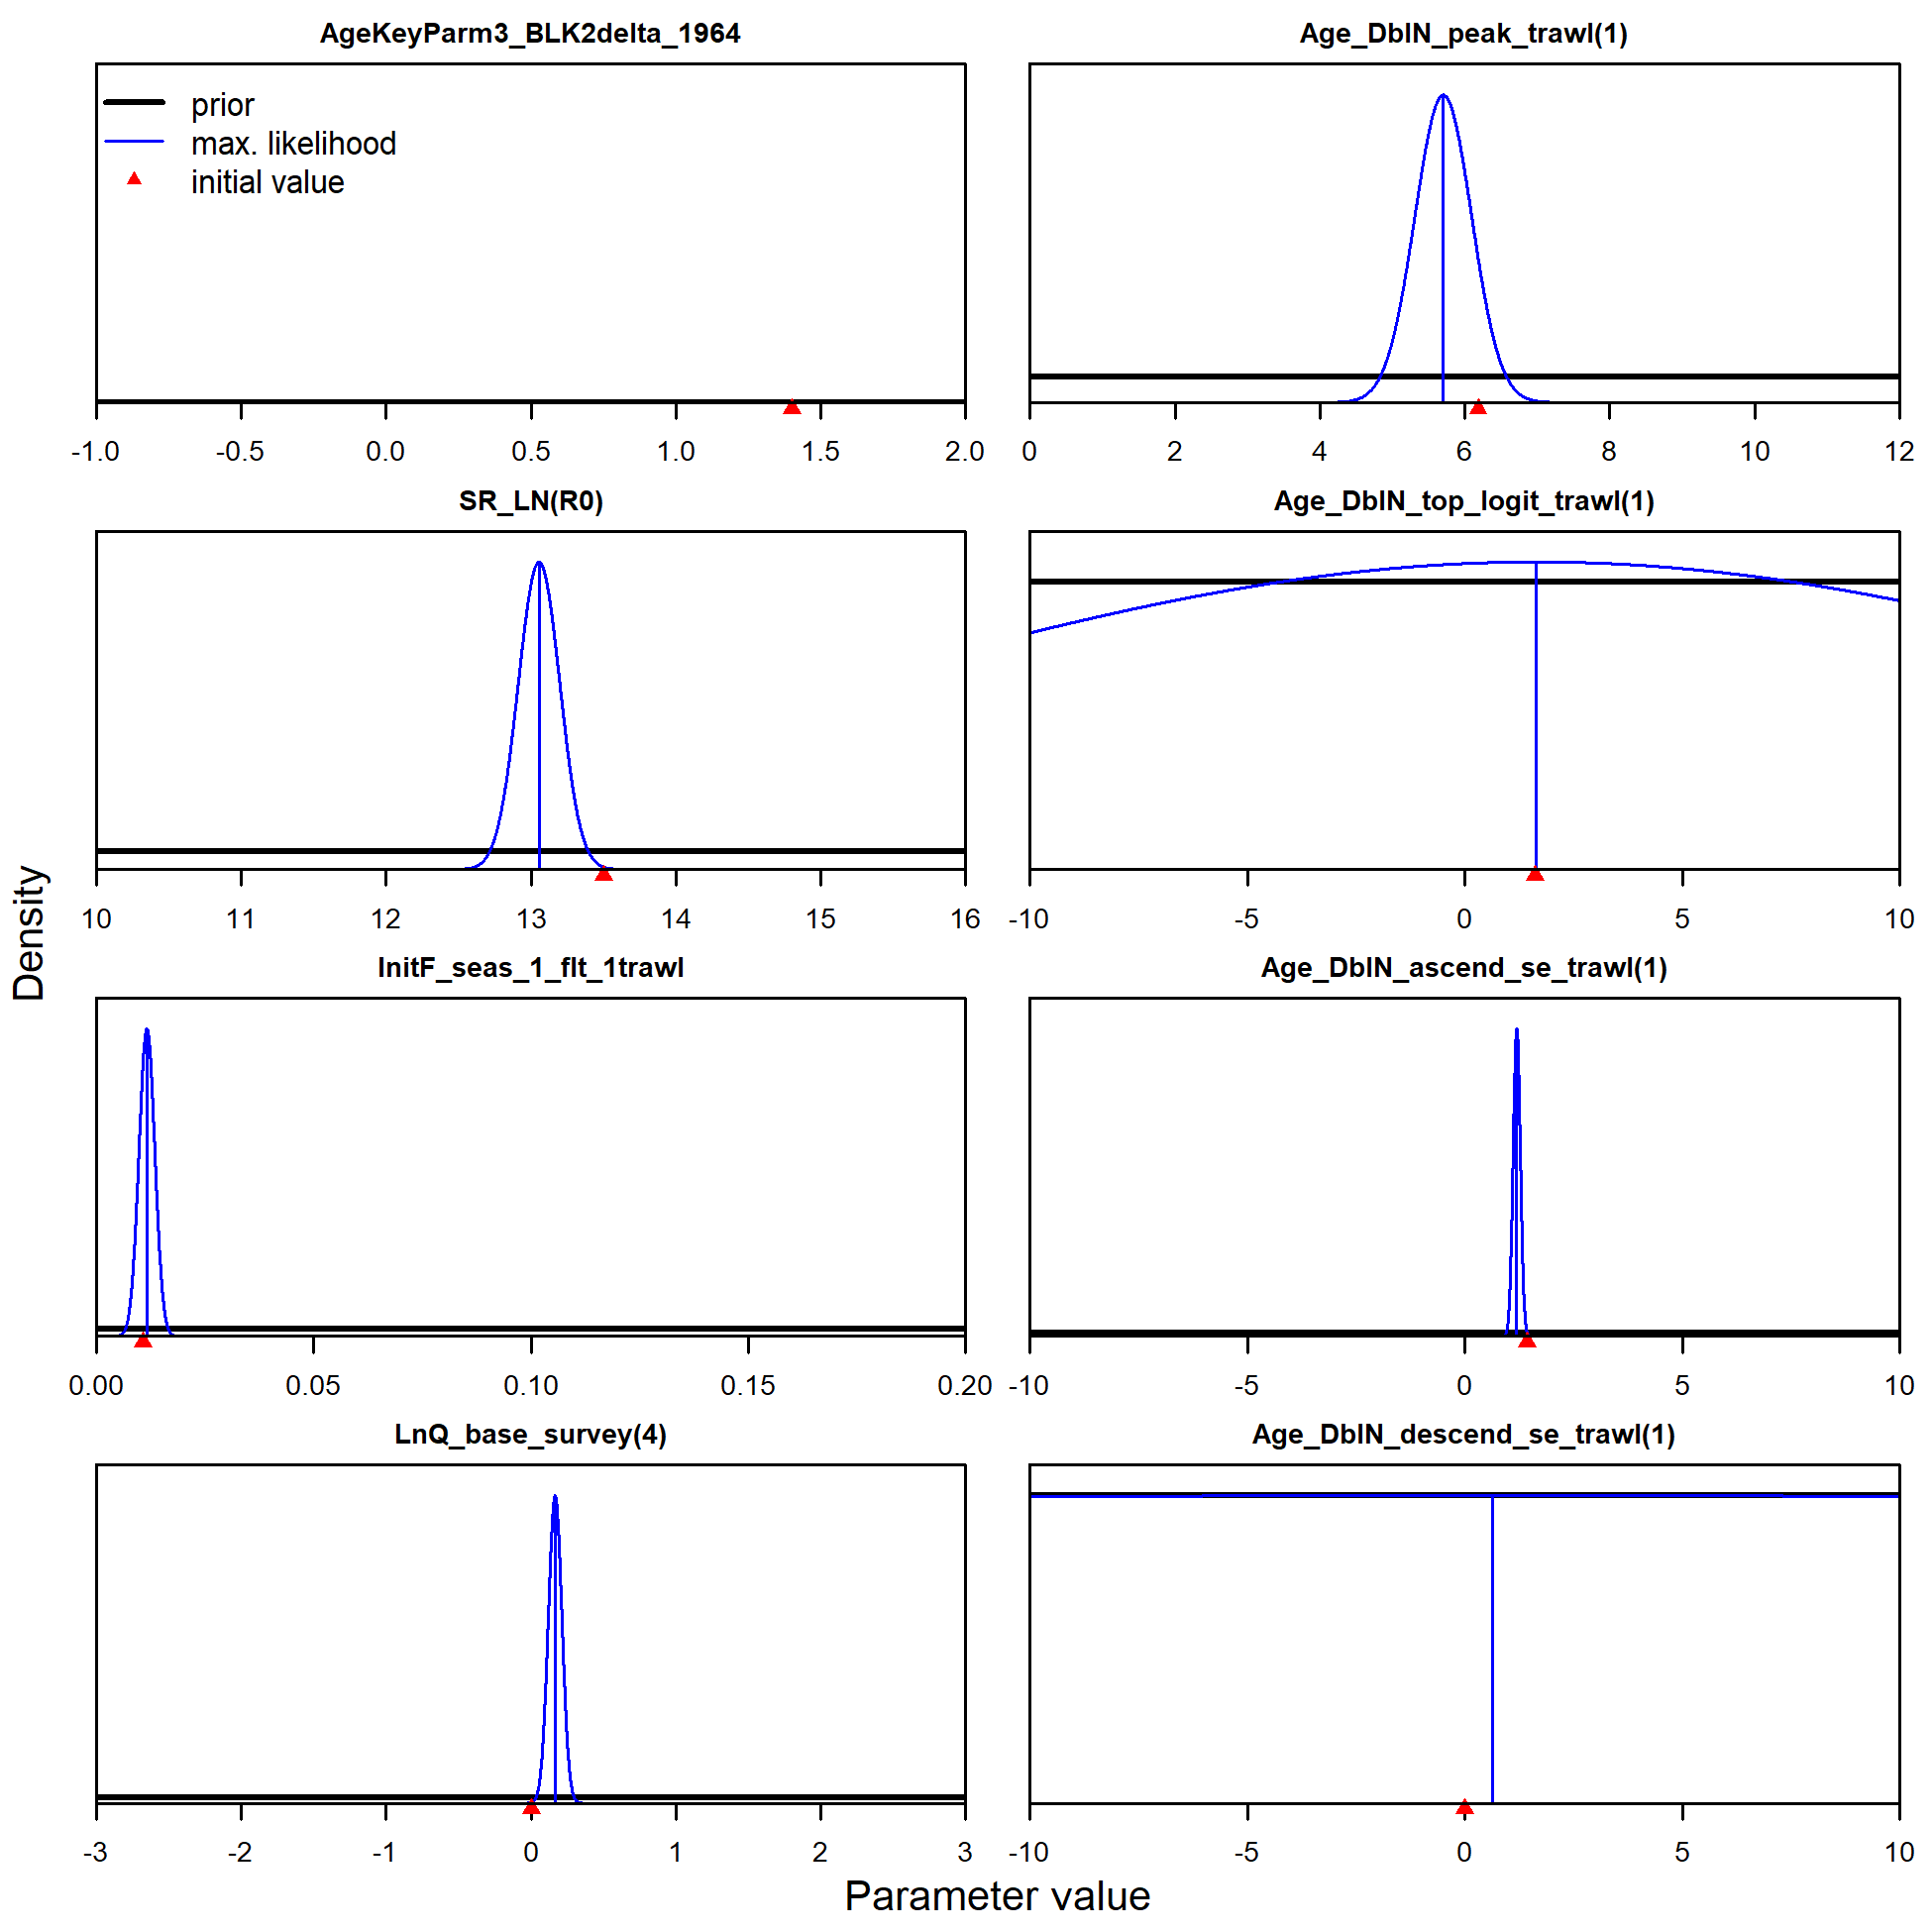 AgeKeyParm3_BLK2delta_1964
prior
max. likelihood
initial value
-1.0 -0.5 0.0 0.5 1.0 1.5 2.0
Age_DblN_peak_trawl(1)
0 2 4 6 8 10 12
SR_LN(R0)
10 11 12 13 14 15 16
Age_DblN_top_logit_trawl(1)
-10 -5 0 5 10
InitF_seas_1_flt_1trawl
0.00 0.05 0.10 0.15 0.20
Age_DblN_ascend_se_trawl(1)
-10 -5 0 5 10
LnQ_base_survey(4)
-3 -2 -1 0 1 2 3
Age_DblN_descend_se_trawl(1)
-10 -5 0 5 10
Density
Parameter value